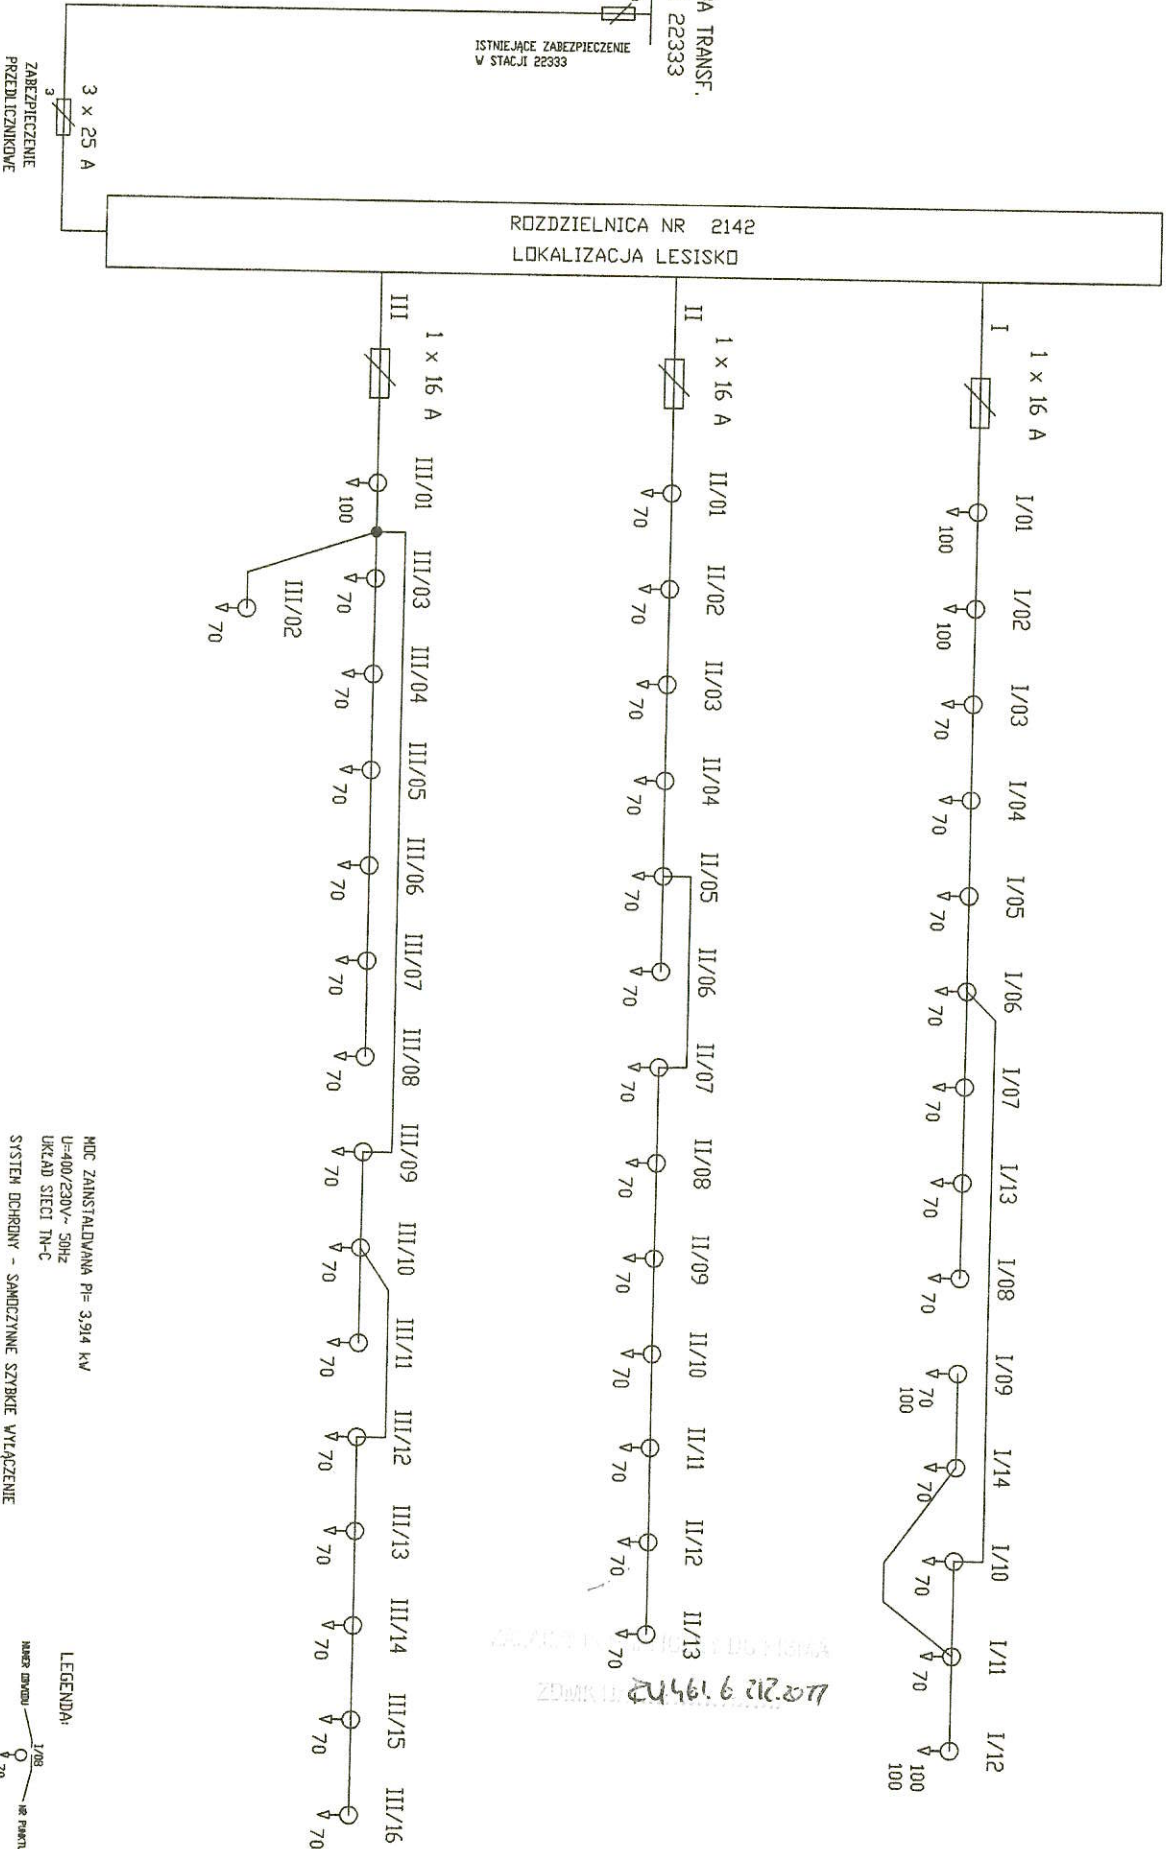 A TRANSF.
22333
ISTNIEJĄCE ZABEZPIECZENIE
W STACJI 22333
3 x 25 A
3
ZABEZPIECZENIE
PRZEDLICZNIKOWE
ROZDZIELNICA NR 2142
LOKALIZACJA LESISKO
I
1 x 16 A
I/01
100
I/02
100
I/03
70
I/04
70
I/05
70
I/06
70
I/07
70
I/13
70
I/08
70
I/09
70
100
I/14
70
I/10
70
I/11
70
I/12
100
100
II
1 x 16 A
II/01
70
II/02
70
II/03
70
II/04
70
II/05
70
II/06
70
II/07
70
II/08
70
II/09
70
II/10
70
II/11
70
II/12
70
II/13
70
III
1 x 16 A
III/01
100
III/02
70
III/03
70
III/04
70
III/05
70
III/06
70
III/07
70
III/08
70
III/09
70
III/10
70
III/11
70
III/12
70
III/13
70
III/14
70
III/15
70
III/16
70
MOC ZAINSTALOWANA Pi= 3,914 kW
U=400/230V~ 50Hz
UKŁAD SIECI TN-C
SYSTEM OCHRONY - SAMOCZYNNE SZYBKIE WYŁĄCZENIE
LEGENDA:
NUMER OBWODU
I/08
NR PUNKTU
70